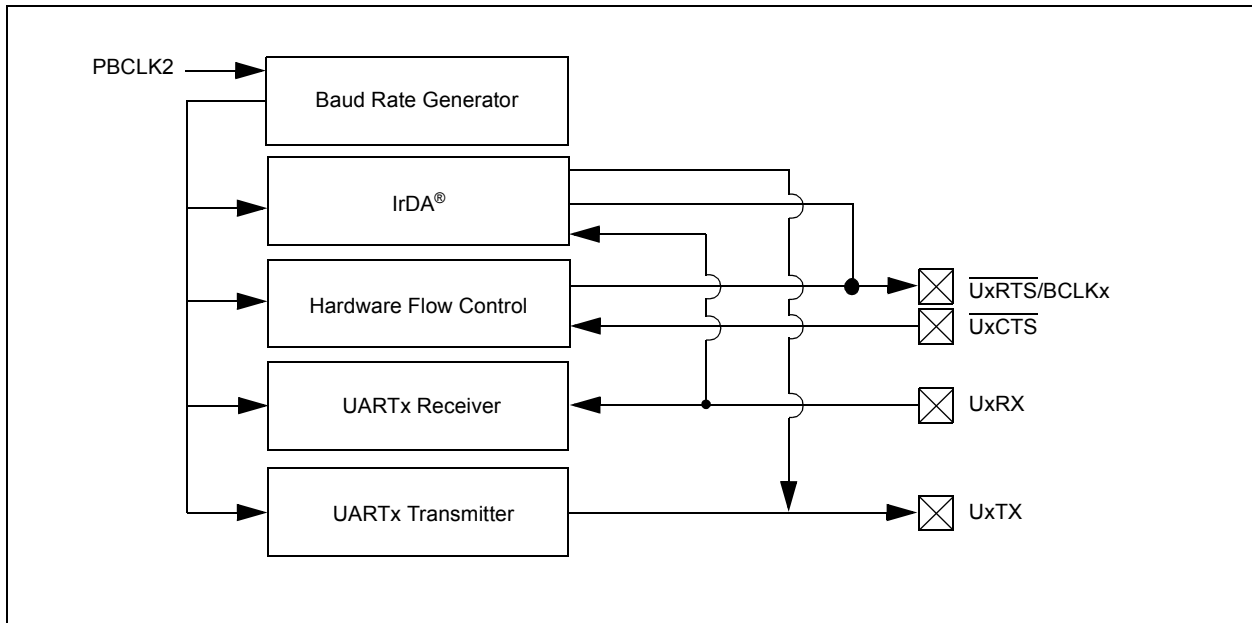 PBCLK2
Baud Rate Generator
IrDA®
Hardware Flow Control
UxRTS/BCLKx
UxCTS
UARTx Receiver
UxRX
UARTx Transmitter
UxTX